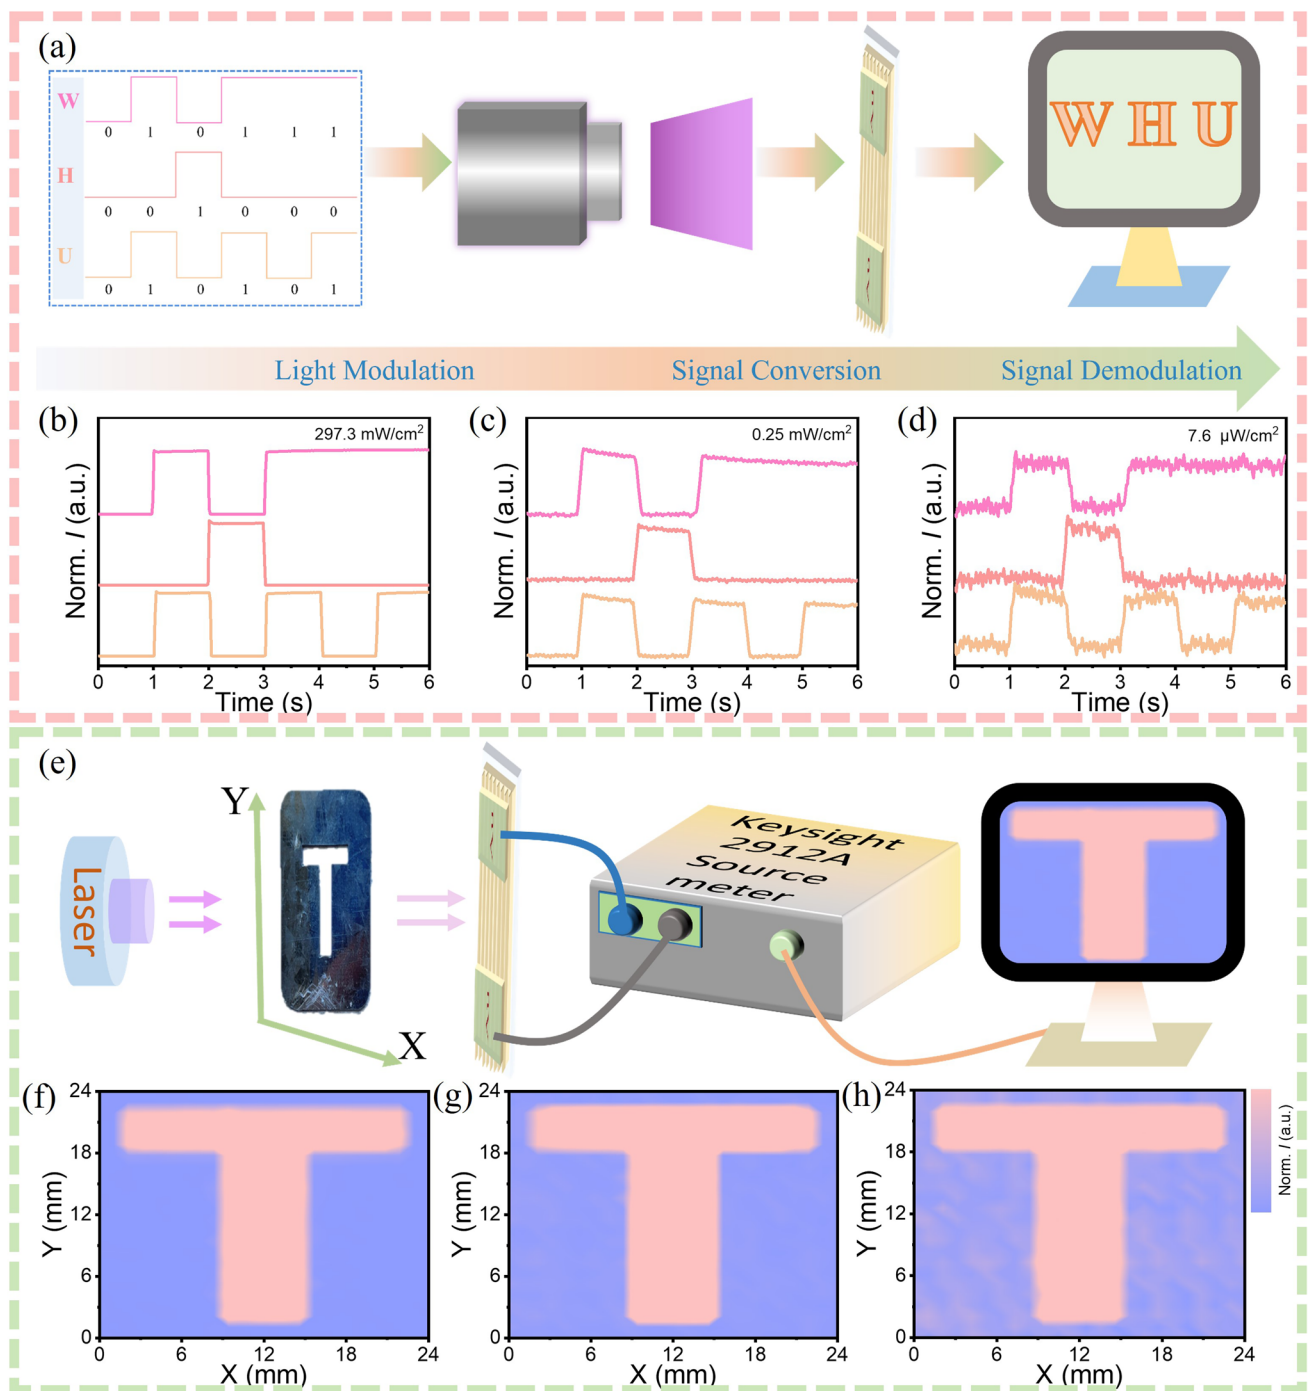 (a)
W
0 1 0 1 1 1
H
0 0 1 0 0 0
U
0 1 0 1 0 1
W H U
Light Modulation
Signal Conversion
Signal Demodulation
(b)
297.3 mW/cm²
Norm. I (a.u.)
0 1 2 3 4 5 6
Time (s)
(c)
0.25 mW/cm²
Norm. I (a.u.)
0 1 2 3 4 5 6
Time (s)
(d)
7.6 μW/cm²
Norm. I (a.u.)
0 1 2 3 4 5 6
Time (s)
(e)
Laser
Y
X
T
Keysight
2912A
Source
meter
T
(f)
24
18
12
6
0
Y (mm)
0 6 12 18 24
X (mm)
(g)
24
18
12
6
0
Y (mm)
0 6 12 18 24
X (mm)
(h)
24
18
12
6
0
Y (mm)
0 6 12 18 24
X (mm)
Norm. I (a.u.)